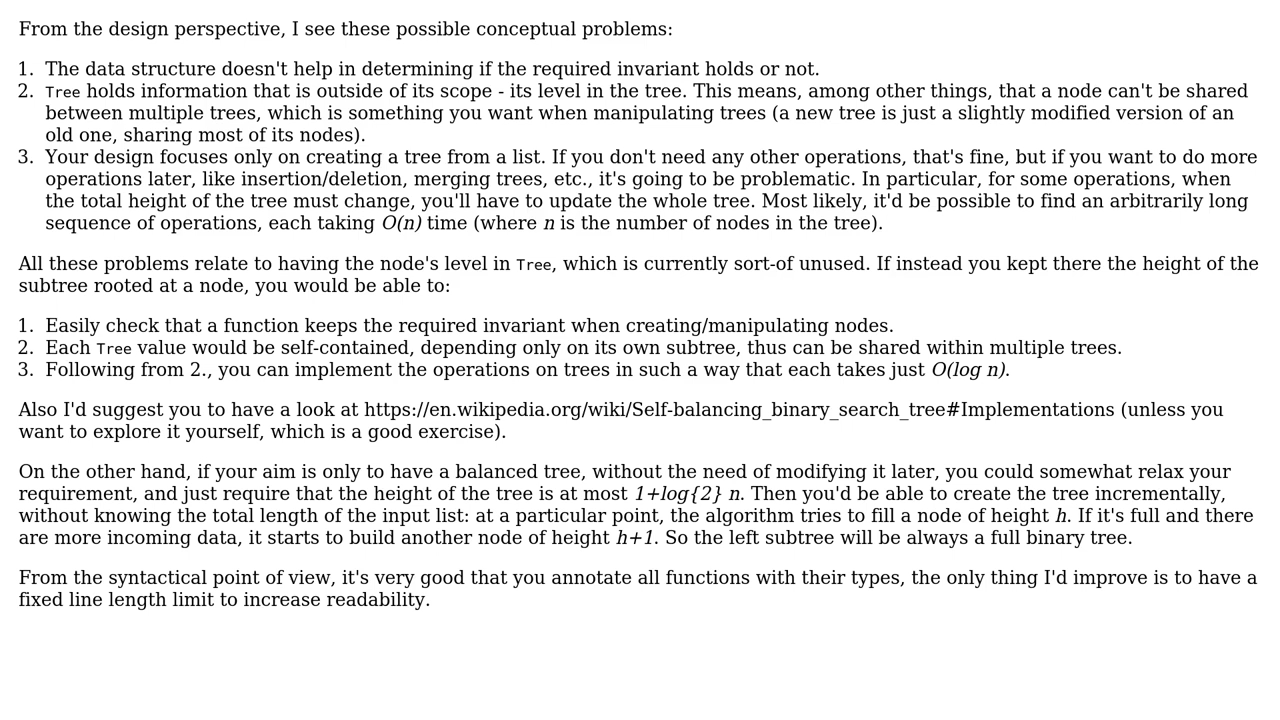 From the design perspective, I see these possible conceptual problems:
1. The data structure doesn't help in determining if the required invariant holds or not.
2. Tree holds information that is outside of its scope - its level in the tree. This means, among other things, that a node can't be shared
between multiple trees, which is something you want when manipulating trees (a new tree is just a slightly modified version of an
old one, sharing most of its nodes).
3. Your design focuses only on creating a tree from a list. If you don't need any other operations, that's fine, but if you want to do more
operations later, like insertion/deletion, merging trees, etc., it's going to be problematic. In particular, for some operations, when
the total height of the tree must change, you'll have to update the whole tree. Most likely, it'd be possible to find an arbitrarily long
sequence of operations, each taking O(n) time (where n is the number of nodes in the tree).
All these problems relate to having the node's level in Tree, which is currently sort-of unused. If instead you kept there the height of the
subtree rooted at a node, you would be able to:
1. Easily check that a function keeps the required invariant when creating/manipulating nodes.
2. Each Tree value would be self-contained, depending only on its own subtree, thus can be shared within multiple trees.
3. Following from 2., you can implement the operations on trees in such a way that each takes just O(log n).
Also I'd suggest you to have a look at https://en.wikipedia.org/wiki/Self-balancing_binary_search_tree#Implementations (unless you
want to explore it yourself, which is a good exercise).
On the other hand, if your aim is only to have a balanced tree, without the need of modifying it later, you could somewhat relax your
requirement, and just require that the height of the tree is at most 1+log{2} n. Then you'd be able to create the tree incrementally,
without knowing the total length of the input list: at a particular point, the algorithm tries to fill a node of height h. If it's full and there
are more incoming data, it starts to build another node of height h+1. So the left subtree will be always a full binary tree.
From the syntactical point of view, it's very good that you annotate all functions with their types, the only thing I'd improve is to have a
fixed line length limit to increase readability.